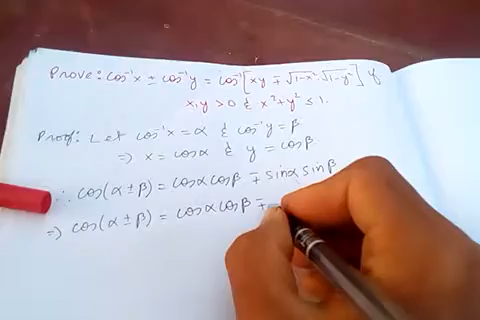 Prove: cos⁻¹x ± cos⁻¹y = cos⁻¹[xy ∓ √1-x² · √1-y²] if
x,y > 0 & x²+y² ≤ 1.
Proof: Let cos⁻¹x = α & cos⁻¹y = β
⇒ x = cosα & y = cosβ
∴ cos(α ± β) = cosα cosβ ∓ sinα sinβ
⇒ cos(α ± β) = cosα cosβ ∓